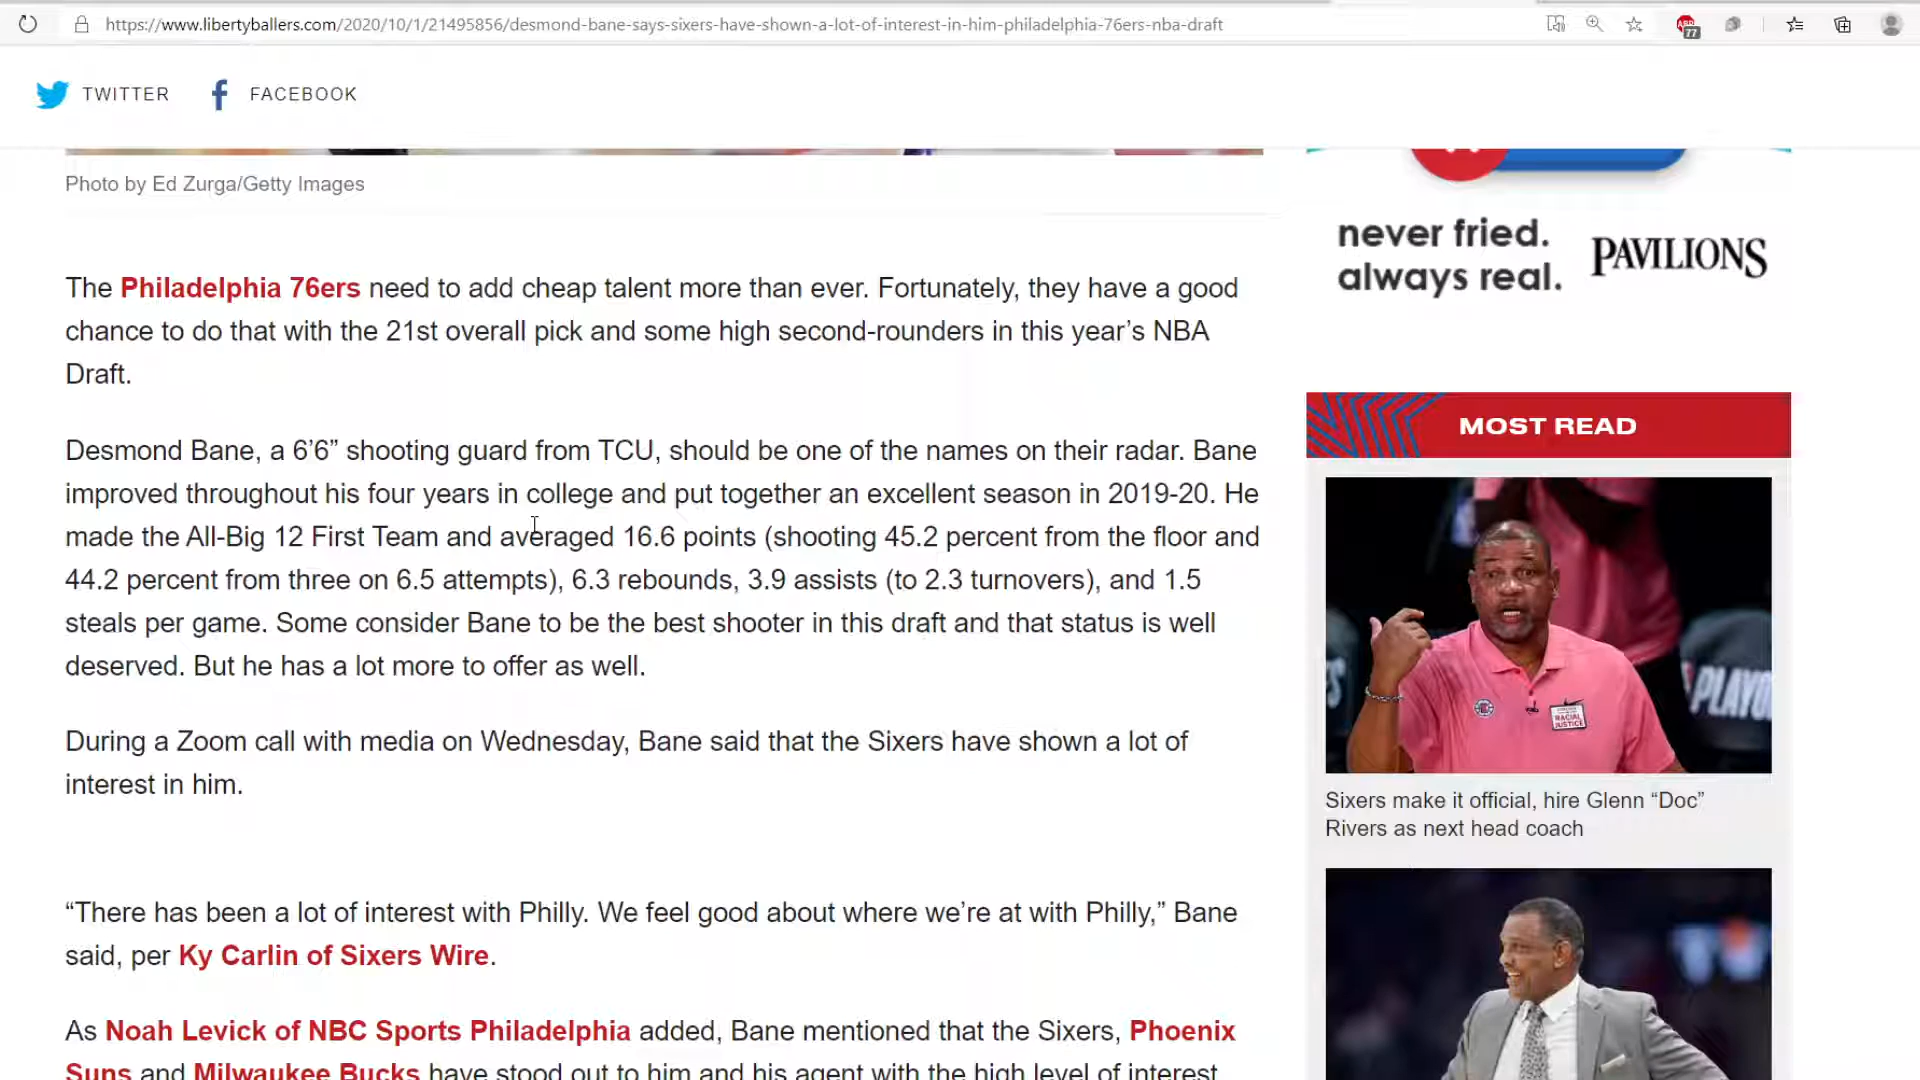 https://www.libertyballers.com/2020/10/1/21495856/desmond-bane-says-sixers-have-shown-a-lot-of-interest-in-him-philadelphia-76ers-nba-draft
77
TWITTER FACEBOOK
Photo by Ed Zurga/Getty Images
The Philadelphia 76ers need to add cheap talent more than ever. Fortunately, they have a good
chance to do that with the 21st overall pick and some high second-rounders in this year’s NBA
Draft.
Desmond Bane, a 6’6” shooting guard from TCU, should be one of the names on their radar. Bane
improved throughout his four years in college and put together an excellent season in 2019-20. He
made the All-Big 12 First Team and averaged 16.6 points (shooting 45.2 percent from the floor and
44.2 percent from three on 6.5 attempts), 6.3 rebounds, 3.9 assists (to 2.3 turnovers), and 1.5
steals per game. Some consider Bane to be the best shooter in this draft and that status is well
deserved. But he has a lot more to offer as well.
During a Zoom call with media on Wednesday, Bane said that the Sixers have shown a lot of
interest in him.
“There has been a lot of interest with Philly. We feel good about where we’re at with Philly,” Bane
said, per Ky Carlin of Sixers Wire.
As Noah Levick of NBC Sports Philadelphia added, Bane mentioned that the Sixers, Phoenix
Suns and Milwaukee Bucks have stood out to him and his agent with the high level of interest
never fried.
always real.
PAVILIONS
MOST READ
PLAYO
RACIAL
JUSTICE
Sixers make it official, hire Glenn “Doc”
Rivers as next head coach